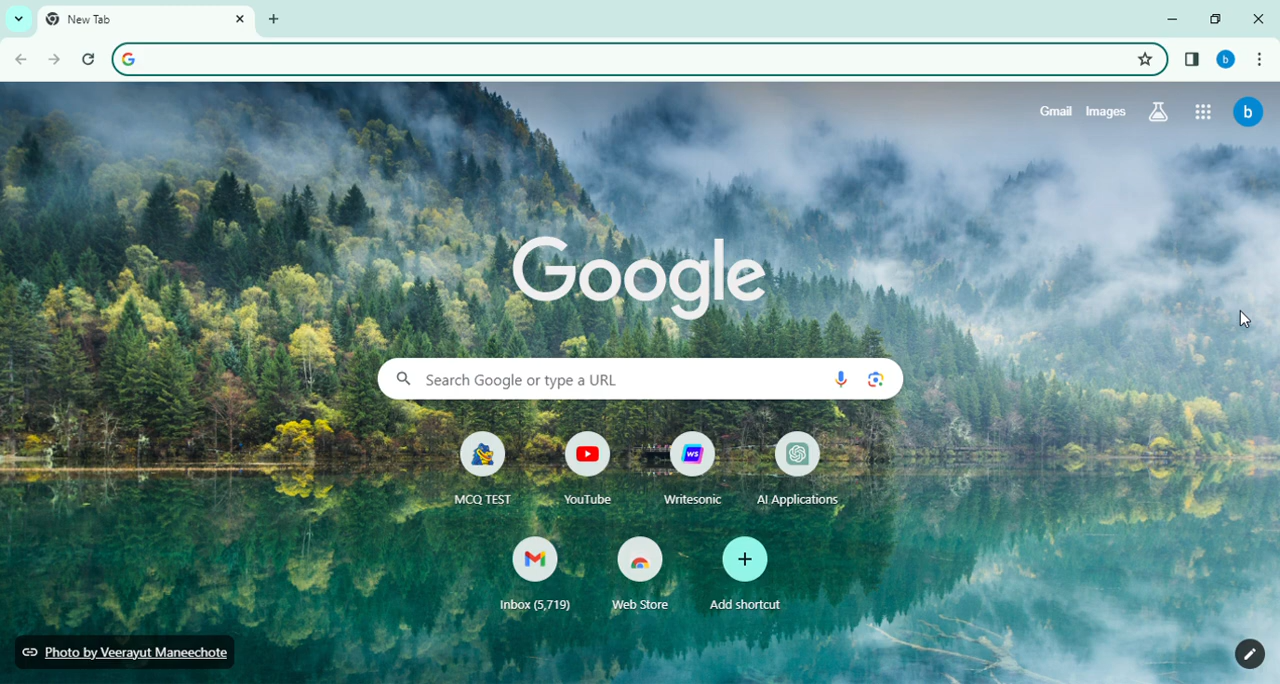 New Tab
b
Gmail
Images
b
Google
Search Google or type a URL
ws
MCQ TEST
YouTube
Writesonic
AI Applications
Inbox (5,719)
Web Store
Add shortcut
Photo by Veerayut Maneechote